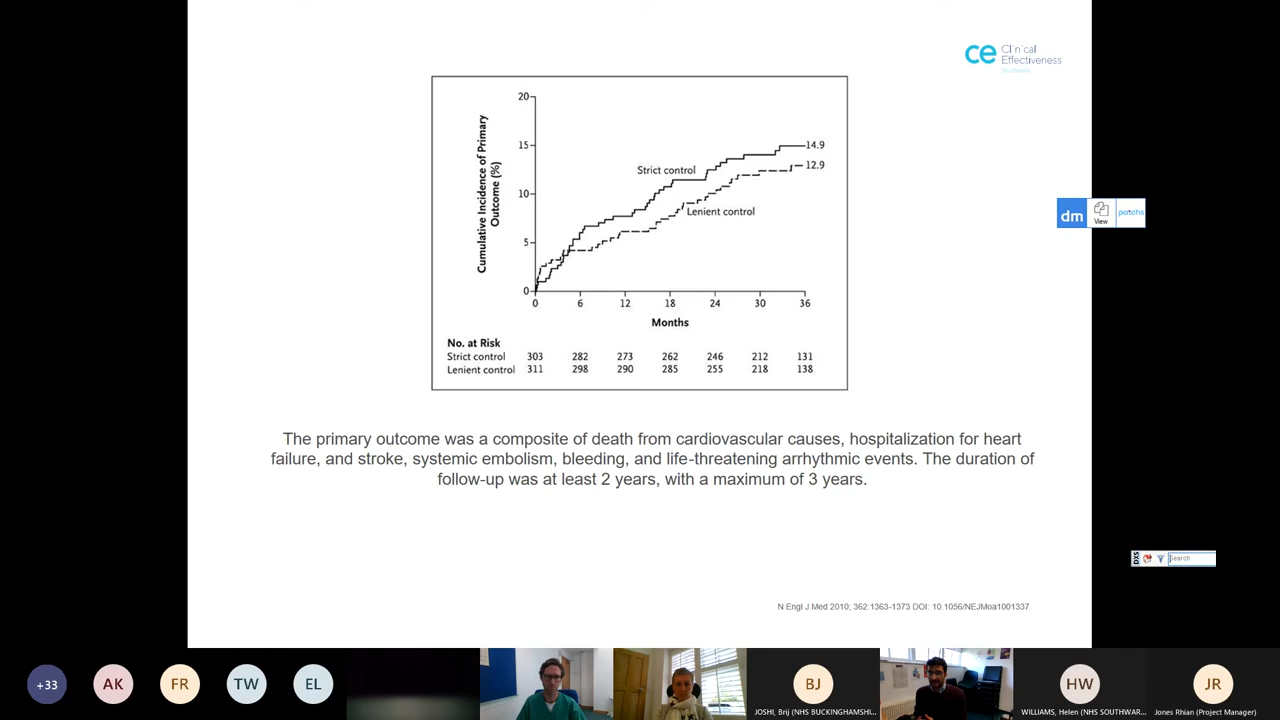 ce Clinical
Effectiveness
Southwark
20
15
10
5
0
Cumulative Incidence of Primary
Outcome (%)
Strict control
14.9
12.9
Lenient control
0 6 12 18 24 30 36
Months
No. at Risk
Strict control 303 282 273 262 246 212 131
Lenient control 311 298 290 285 255 218 138
dm
View
patchs
The primary outcome was a composite of death from cardiovascular causes, hospitalization for heart
failure, and stroke, systemic embolism, bleeding, and life-threatening arrhythmic events. The duration of
follow-up was at least 2 years, with a maximum of 3 years.
DXS
Search
N Engl J Med 2010; 362:1363-1373 DOI: 10.1056/NEJMoa1001337
+33 AK FR TW EL BJ HW JR
JOSHI, Brij (NHS BUCKINGHAMSHI...
WILLIAMS, Helen (NHS SOUTHWAR...
Jones Rhian (Project Manager)